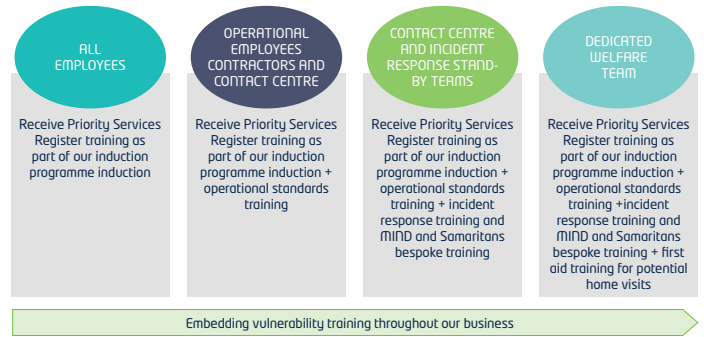 ALL
EMPLOYEES
Receive Priority Services
Register training as
part of our induction
programme induction
OPERATIONAL
EMPLOYEES
CONTRACTORS AND
CONTACT CENTRE
Receive Priority Services
Register training as
part of our induction
programme induction +
operational standards
training
CONTACT CENTRE
AND INCIDENT
RESPONSE STAND-
BY TEAMS
Receive Priority Services
Register training as
part of our induction
programme induction +
operational standards
training + incident
response training and
MIND and Samaritans
bespoke training
DEDICATED
WELFARE
TEAM
Receive Priority Services
Register training as
part of our induction
programme induction +
operational standards
training +incident
response training and
MIND and Samaritans
bespoke training + first
aid training for potential
home visits
Embedding vulnerability training throughout our business